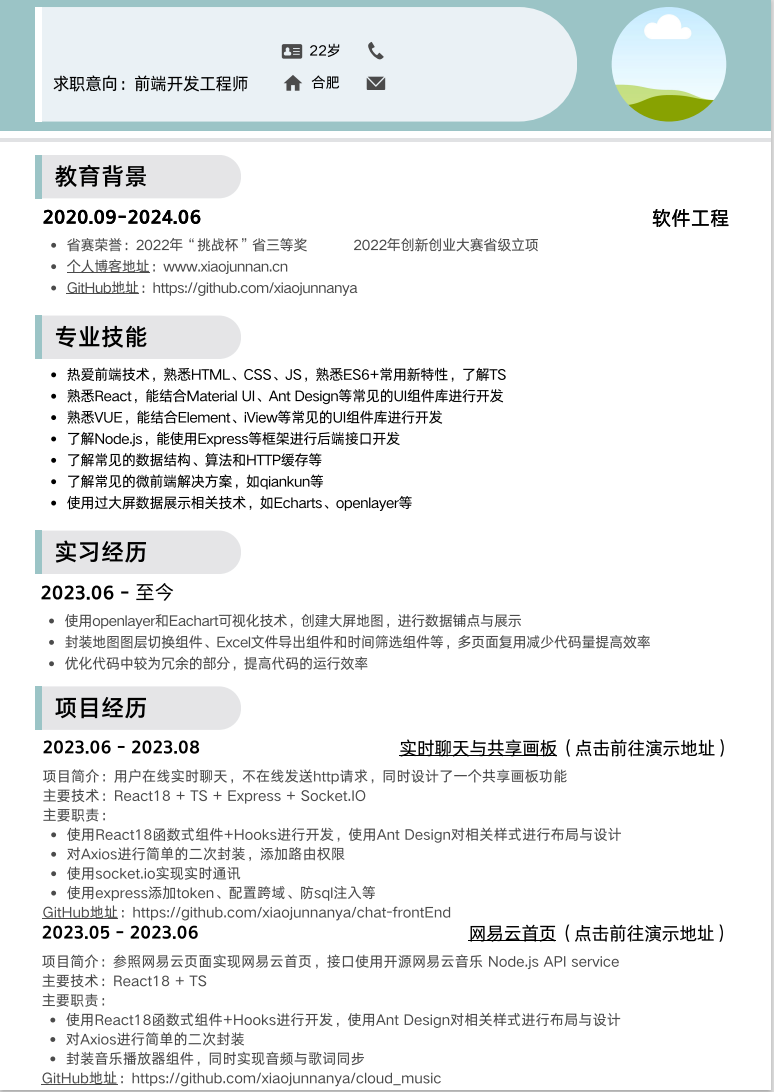 22岁
求职意向：前端开发工程师
合肥
教育背景
2020.09-2024.06 软件工程
省赛荣誉：2022年“挑战杯”省三等奖 2022年创新创业大赛省级立项
个人博客地址：www.xiaojunnan.cn
GitHub地址：https://github.com/xiaojunnanya
专业技能
热爱前端技术，熟悉HTML、CSS、JS，熟悉ES6+常用新特性，了解TS
熟悉React，能结合Material UI、Ant Design等常见的UI组件库进行开发
熟悉VUE，能结合Element、iView等常见的UI组件库进行开发
了解Node.js，能使用Express等框架进行后端接口开发
了解常见的数据结构、算法和HTTP缓存等
了解常见的微前端解决方案，如qiankun等
使用过大屏数据展示相关技术，如Echarts、openlayer等
实习经历
2023.06 - 至今
使用openlayer和Eachart可视化技术，创建大屏地图，进行数据铺点与展示
封装地图图层切换组件、Excel文件导出组件和时间筛选组件等，多页面复用减少代码量提高效率
优化代码中较为冗余的部分，提高代码的运行效率
项目经历
2023.06 - 2023.08 实时聊天与共享画板（点击前往演示地址）
项目简介：用户在线实时聊天，不在线发送http请求，同时设计了一个共享画板功能
主要技术：React18 + TS + Express + Socket.IO
主要职责：
使用React18函数式组件+Hooks进行开发，使用Ant Design对相关样式进行布局与设计
对Axios进行简单的二次封装，添加路由权限
使用socket.io实现实时通讯
使用express添加token、配置跨域、防sql注入等
GitHub地址：https://github.com/xiaojunnanya/chat-frontEnd
2023.05 - 2023.06 网易云首页（点击前往演示地址）
项目简介：参照网易云页面实现网易云首页，接口使用开源网易云音乐 Node.js API service
主要技术：React18 + TS
主要职责：
使用React18函数式组件+Hooks进行开发，使用Ant Design对相关样式进行布局与设计
对Axios进行简单的二次封装
封装音乐播放器组件，同时实现音频与歌词同步
GitHub地址：https://github.com/xiaojunnanya/cloud_music